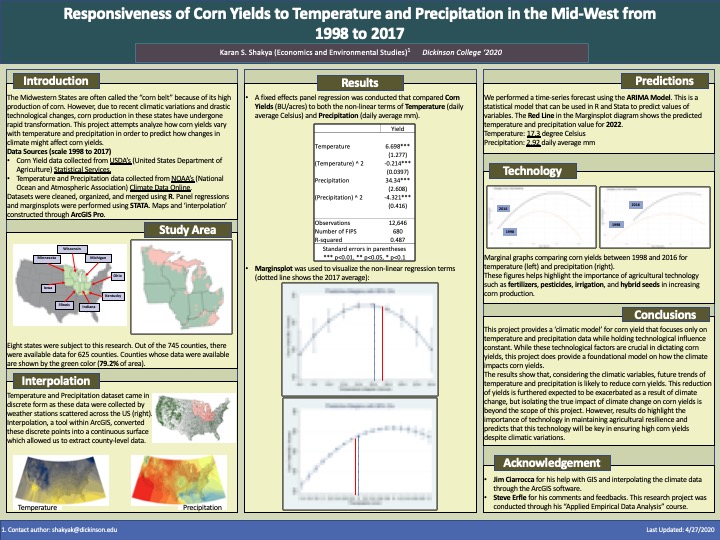 Responsiveness of Corn Yields to Temperature and Precipitation in the Mid-West from
1998 to 2017
Karan S. Shakya (Economics and Environmental Studies)1 Dickinson College ‘2020
Introduction
The Midwestern States are often called the “corn belt” because of its high
production of corn. However, due to recent climatic variations and drastic
technological changes, corn production in these states have undergone
rapid transformation. This project attempts analyze how corn yields vary
with temperature and precipitation in order to predict how changes in
climate might affect corn yields.
Data Sources (scale 1998 to 2017)
• Corn Yield data collected from USDA’s (United States Department of
Agriculture) Statistical Services.
• Temperature and Precipitation data collected from NOAA’s (National
Ocean and Atmospheric Association) Climate Data Online.
Datasets were cleaned, organized, and merged using R. Panel regressions
and marginsplots were performed using STATA. Maps and ‘interpolation’
constructed through ArcGIS Pro.
Study Area
Wisconsin
Minnesota
Michigan
Ohio
Iowa
Kentucky
Illinois
Indiana
Eight states were subject to this research. Out of the 745 counties, there
were available data for 625 counties. Counties whose data were available
are shown by the green color (79.2% of area).
Interpolation
Temperature and Precipitation dataset came in
discrete form as these data were collected by
weather stations scattered across the US (right).
Interpolation, a tool within ArcGIS, converted
these discrete points into a continuous surface
which allowed us to extract county-level data.
Temperature
Precipitation
Results
• A fixed effects panel regression was conducted that compared Corn
Yields (BU/acres) to both the non-linear terms of Temperature (daily
average Celsius) and Precipitation (daily average mm).
Yield
Temperature 6.698***
(1.277)
(Temperature) ^ 2 -0.214***
(0.0397)
Precipitation 34.34***
(2.608)
(Precipitation) ^ 2 -4.321***
(0.416)
Observations 12,646
Number of FIPS 680
R-squared 0.487
Standard errors in parentheses
*** p<0.01, ** p<0.05, * p<0.1
• Marginsplot was used to visualize the non-linear regression terms
(dotted line shows the 2017 average):
Predictions
We performed a time-series forecast using the ARIMA Model. This is a
statistical model that can be used in R and Stata to predict values of
variables. The Red Line in the Marginsplot diagram shows the predicted
temperature and precipitation value for 2022.
Temperature: 17.3 degree Celsius
Precipitation: 2.92 daily average mm
Technology
2016
1998
2016
1998
Marginal graphs comparing corn yields between 1998 and 2016 for
temperature (left) and precipitation (right).
These figures helps highlight the importance of agricultural technology
such as fertilizers, pesticides, irrigation, and hybrid seeds in increasing
corn production.
Conclusions
This project provides a ‘climatic model’ for corn yield that focuses only on
temperature and precipitation data while holding technology influence
constant. While these technological factors are crucial in dictating corn
yields, this project does provide a foundational model on how the climate
impacts corn yields.
The results show that, considering the climatic variables, future trends of
temperature and precipitation is likely to reduce corn yields. This reduction
of yields is furthered expected to be exacerbated as a result of climate
change, but isolating the true impact of climate change on corn yields is
beyond the scope of this project. However, results do highlight the
importance of technology in maintaining agricultural resilience and
predicts that this technology will be key in ensuring high corn yields
despite climatic variations.
Acknowledgement
• Jim Ciarrocca for his help with GIS and interpolating the climate data
through the ArcGIS software.
• Steve Erfle for his comments and feedbacks. This research project was
conducted through his “Applied Empirical Data Analysis” course.
1. Contact author: shakyak@dickinson.edu
Last Updated: 4/27/2020